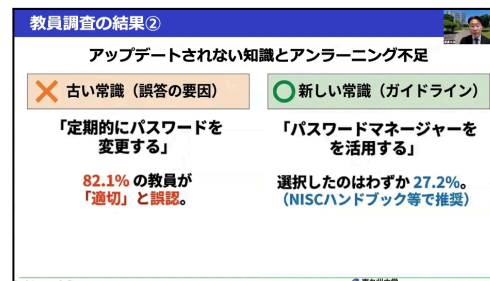 教員調査の結果②
アップデートされない知識とアンラーニング不足
古い常識（誤答の要因）
「定期的にパスワードを
変更する」
82.1% の教員が
「適切」と誤認。
新しい常識（ガイドライン）
「パスワードマネージャーを
を活用する」
選択したのはわずか 27.2%。
（NISCハンドブック等で推奨）